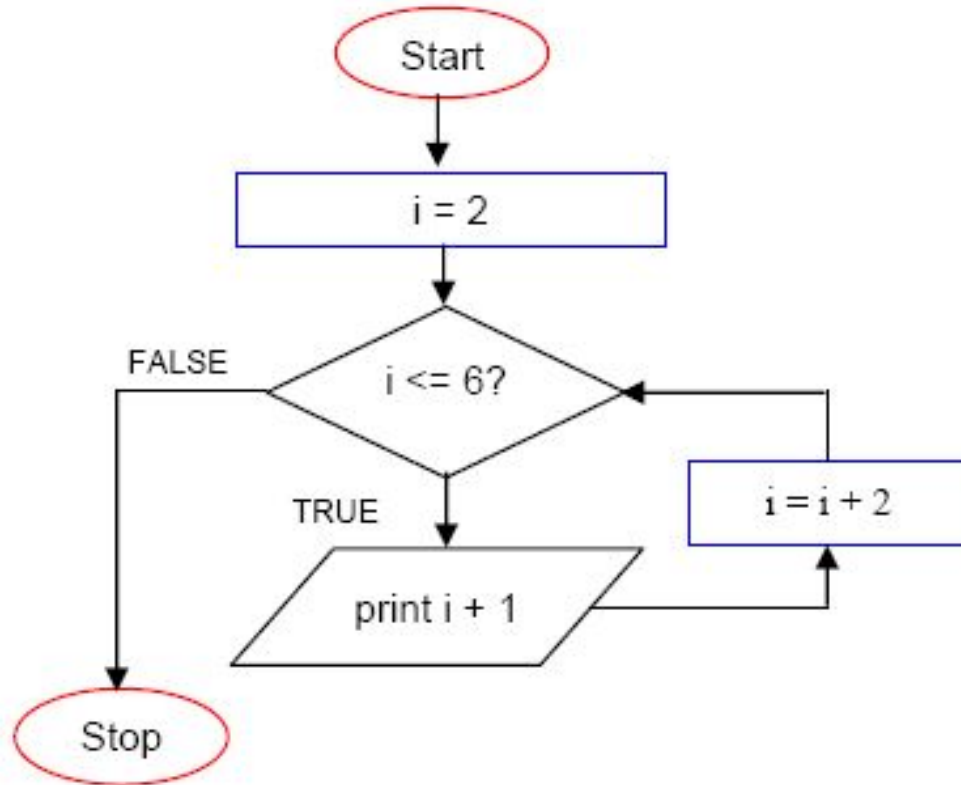 Start
i = 2
FALSE
i <= 6?
TRUE
i = i + 2
print i + 1
Stop